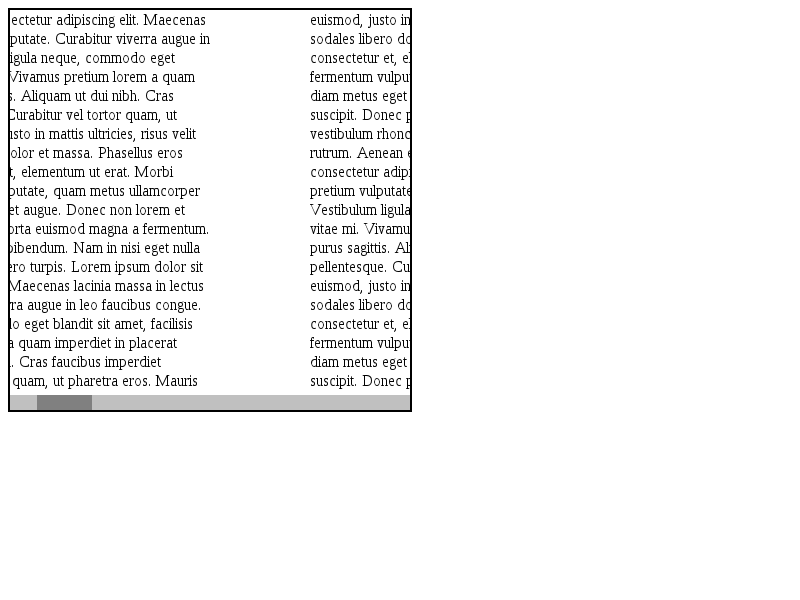 ectetur adipiscing elit. Maecenas
putate. Curabitur viverra augue in
igula neque, commodo eget
Vivamus pretium lorem a quam
s. Aliquam ut dui nibh. Cras
Curabitur vel tortor quam, ut
usto in mattis ultricies, risus velit
olor et massa. Phasellus eros
t, elementum ut erat. Morbi
putate, quam metus ullamcorper
et augue. Donec non lorem et
orta euismod magna a fermentum.
bibendum. Nam in nisi eget nulla
ero turpis. Lorem ipsum dolor sit
Maecenas lacinia massa in lectus
ra augue in leo faucibus congue.
lo eget blandit sit amet, facilisis
a quam imperdiet in placerat
. Cras faucibus imperdiet
quam, ut pharetra eros. Mauris
euismod, justo in
sodales libero do
consectetur et, el
fermentum vulpu
diam metus eget
suscipit. Donec p
vestibulum rhonc
rutrum. Aenean e
consectetur adipi
pretium vulputate
Vestibulum ligula
vitae mi. Vivamu
purus sagittis. Al
pellentesque. Cu
euismod, justo in
sodales libero do
consectetur et, el
fermentum vulpu
diam metus eget
suscipit. Donec p